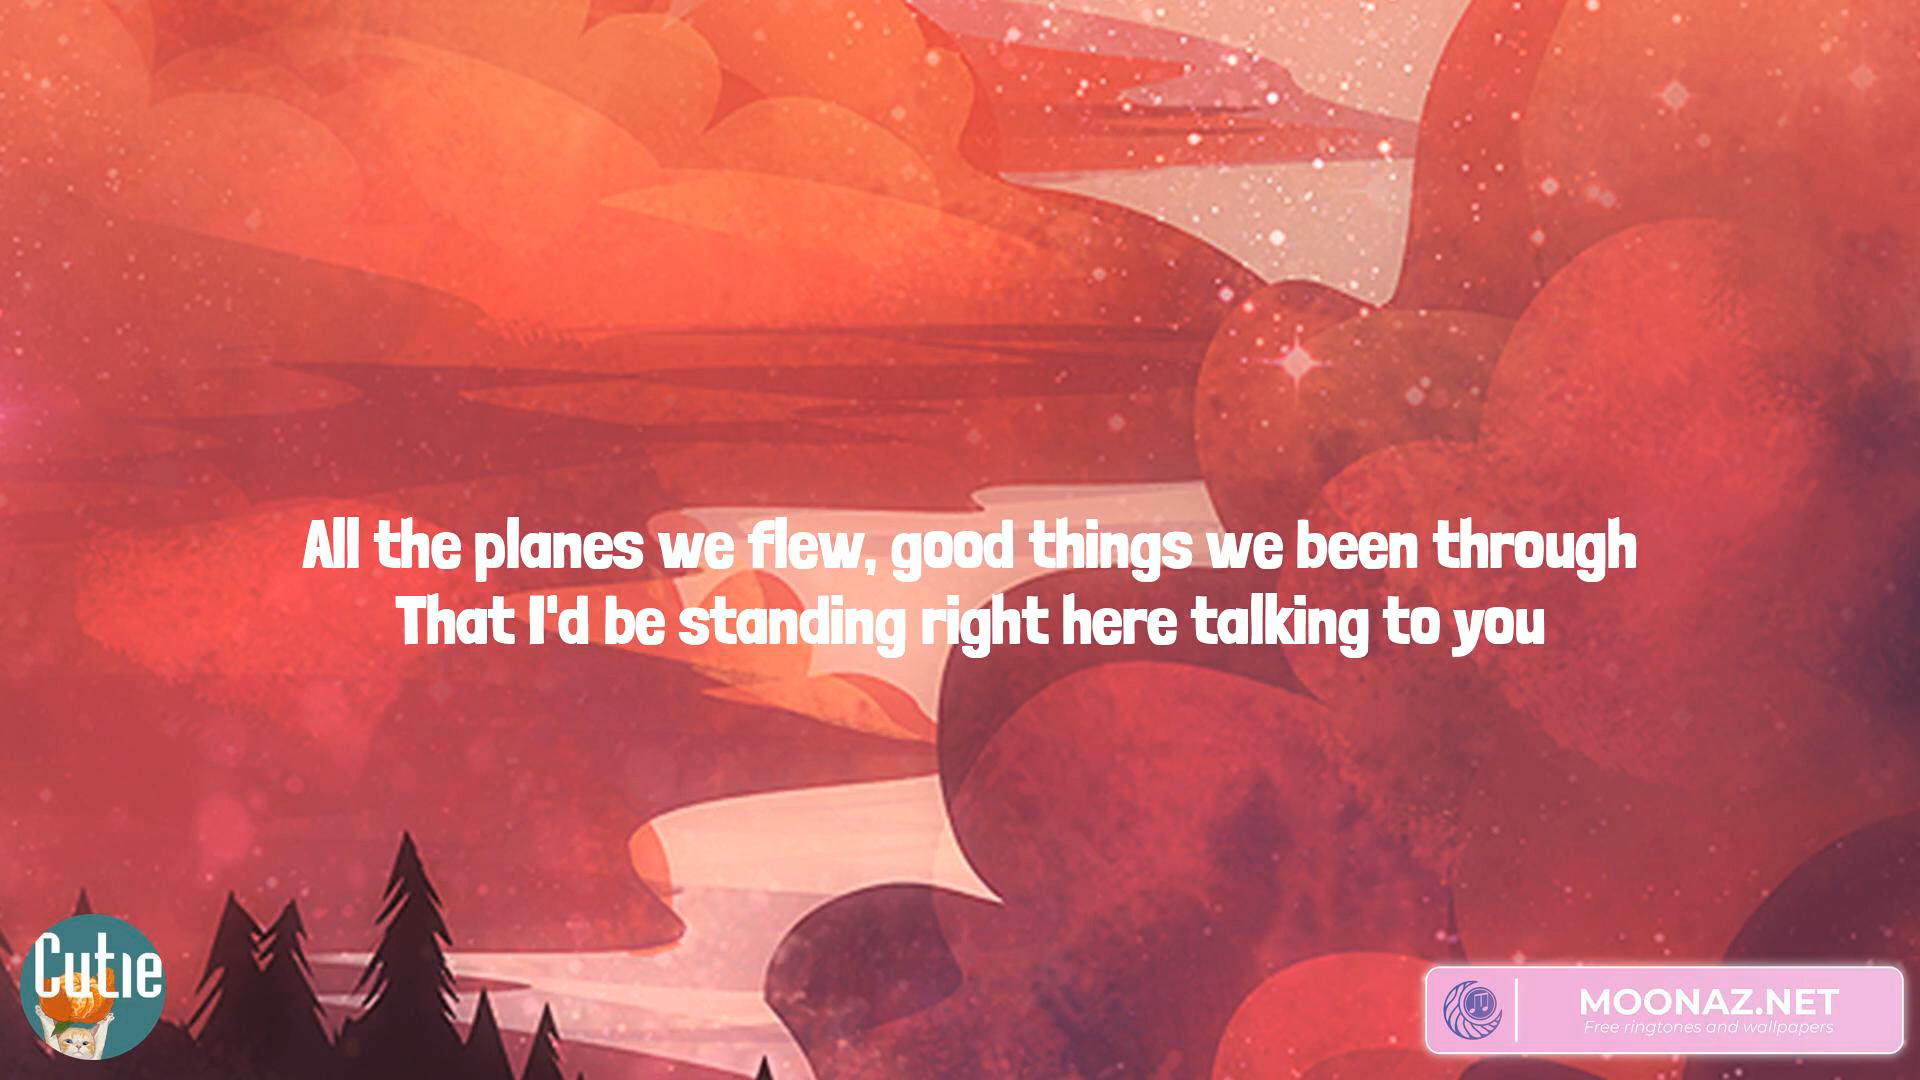 All the planes we flew, good things we been through
That I'd be standing right here talking to you
Cutie
MOONAZ.NET
Free ringtones and wallpapers